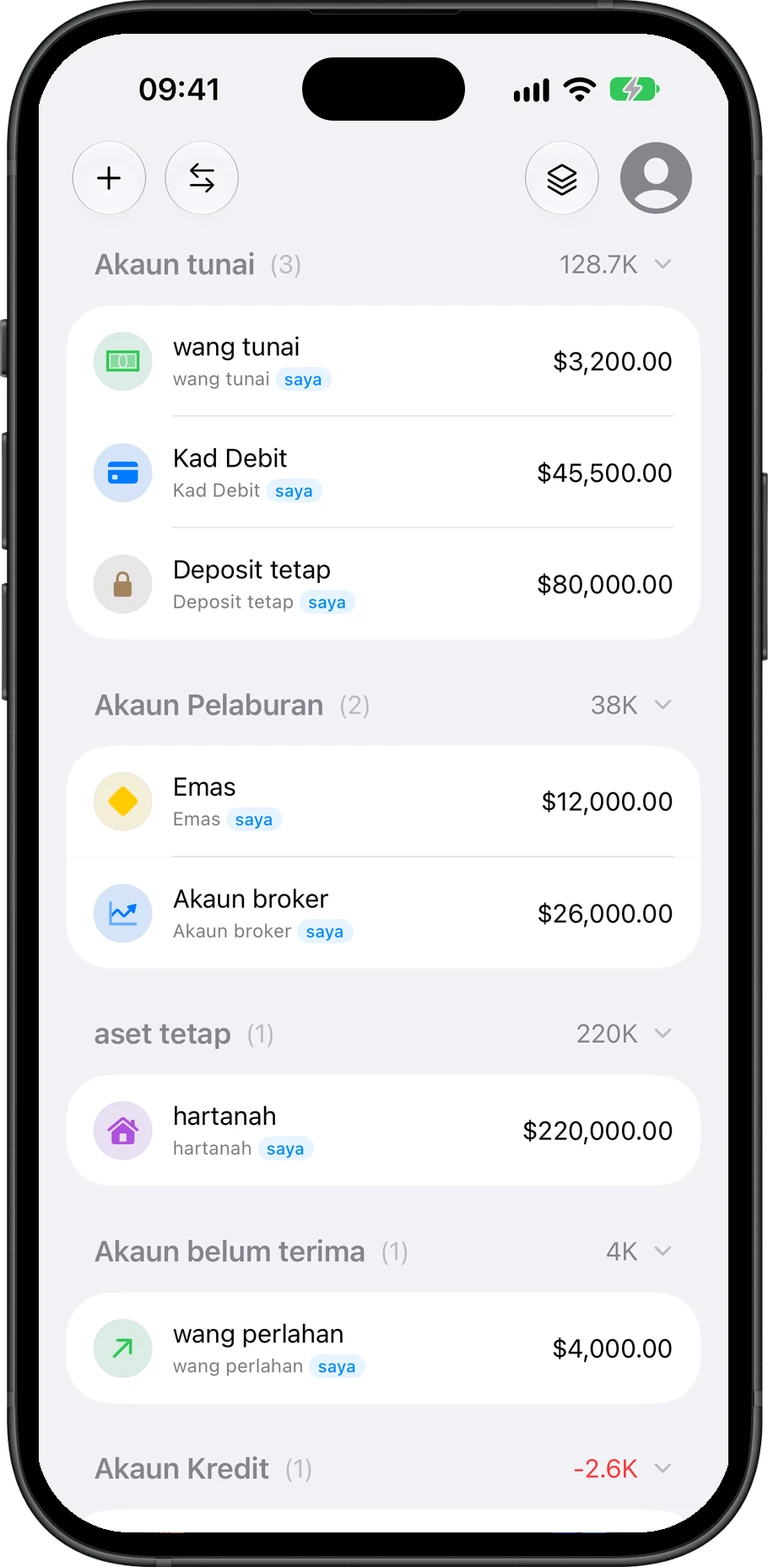 09:41
Akaun tunai (3) 128.7K
wang tunai
$3,200.00
wang tunai saya
Kad Debit
$45,500.00
Kad Debit saya
Deposit tetap
$80,000.00
Deposit tetap saya
Akaun Pelaburan (2) 38K
Emas
$12,000.00
Emas saya
Akaun broker
$26,000.00
Akaun broker saya
aset tetap (1) 220K
hartanah
$220,000.00
hartanah saya
Akaun belum terima (1) 4K
wang perlahan
$4,000.00
wang perlahan saya
Akaun Kredit (1) -2.6K